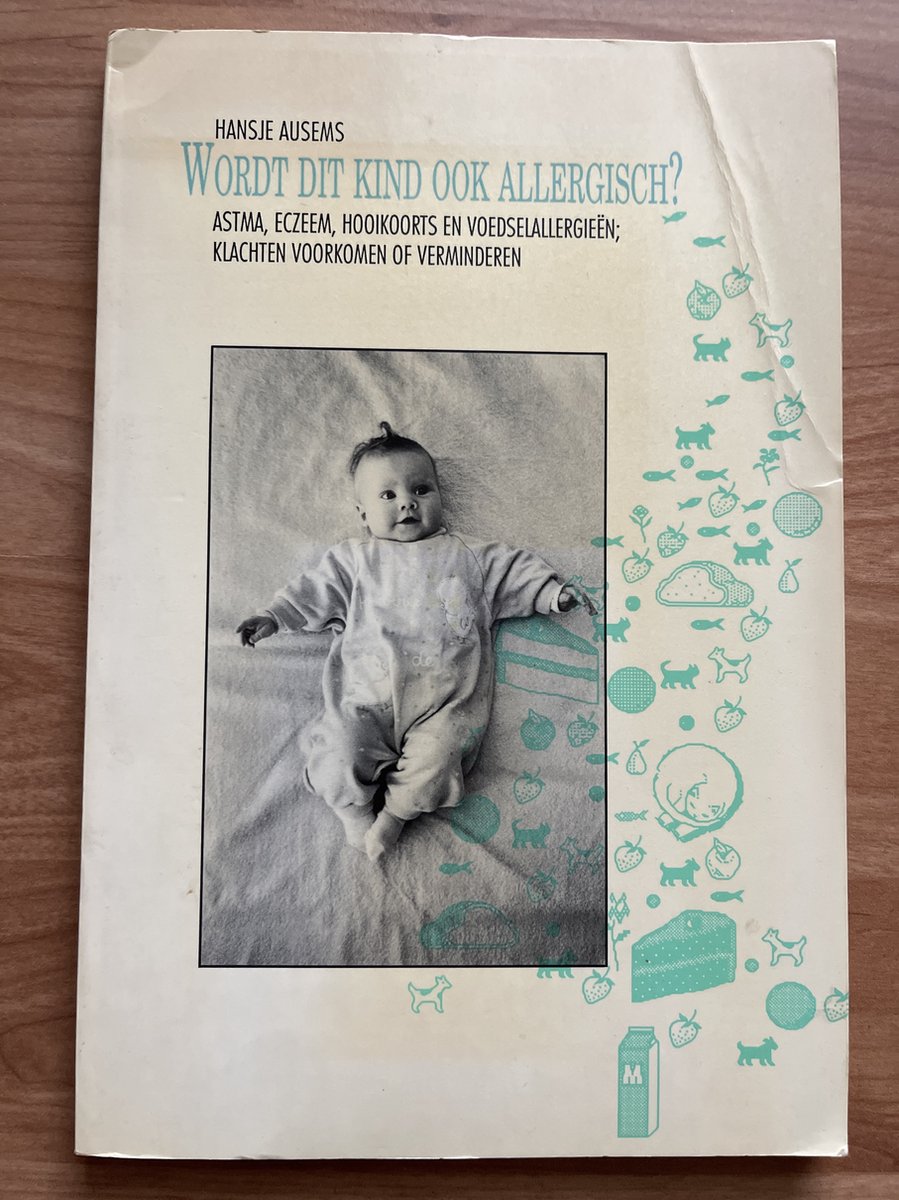 HANSJE AUSEMS
WORDT DIT KIND OOK ALLERGISCH?
ASTMA, ECZEEM, HOOIKOORTS EN VOEDSELALLERGIEËN;
KLACHTEN VOORKOMEN OF VERMINDEREN
M